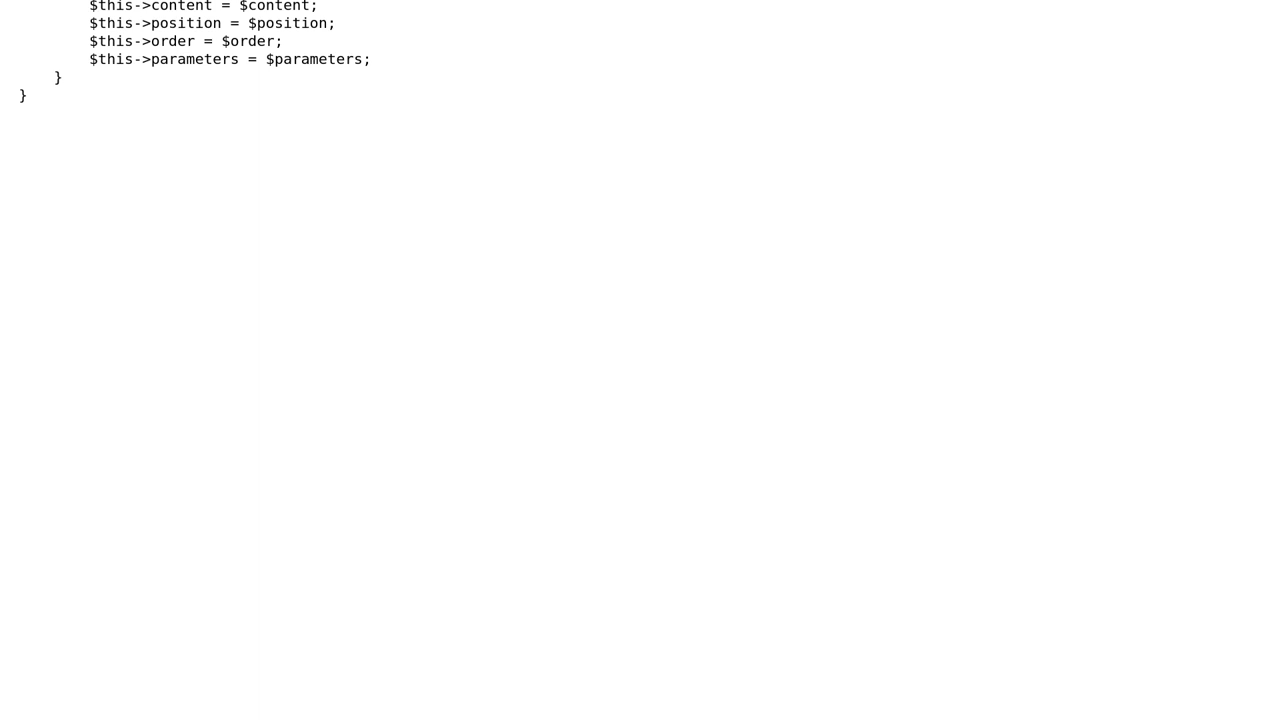 $this->content = $content;
        $this->position = $position;
        $this->order = $order;
        $this->parameters = $parameters;
    }
}